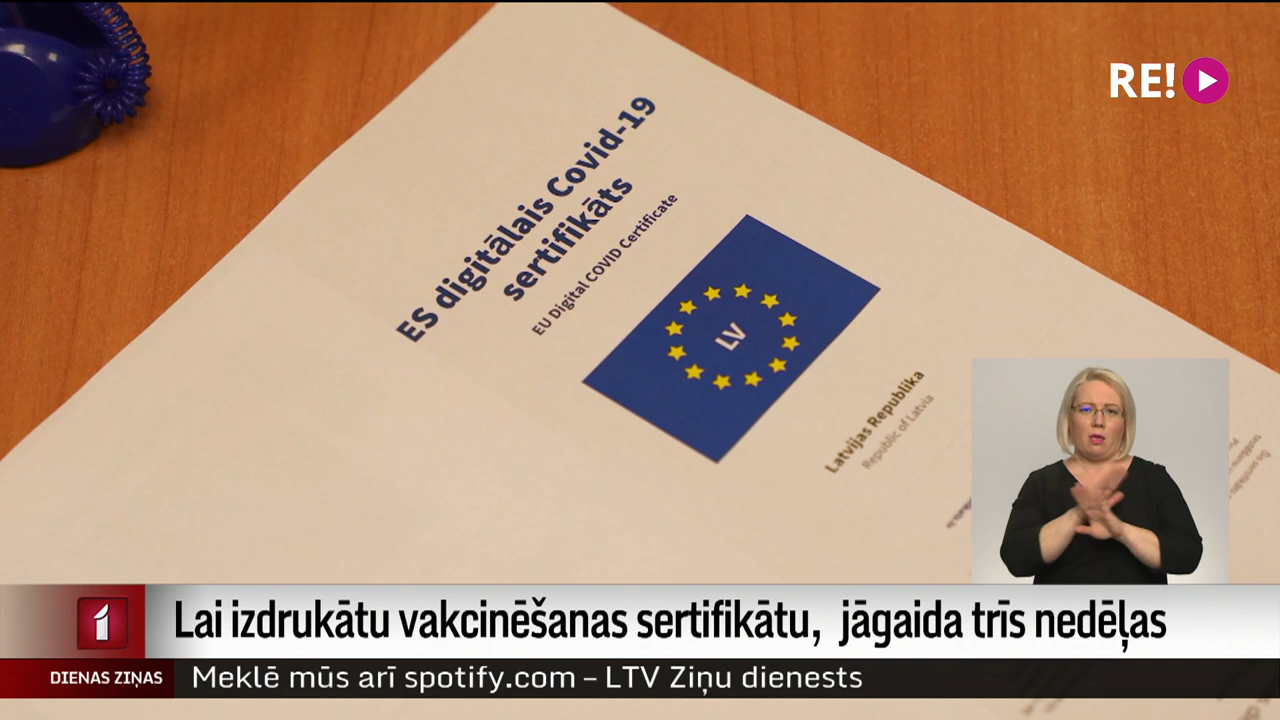 RE!
ES digitālais Covid-19
sertifikāts
EU Digital COVID Certificate
LV
Latvijas Republika
Republic of Latvia
1
Lai izdrukātu vakcinēšanas sertifikātu, jāgaida trīs nedēļas
DIENAS ZIŅAS
Meklē mūs arī spotify.com – LTV Ziņu dienests